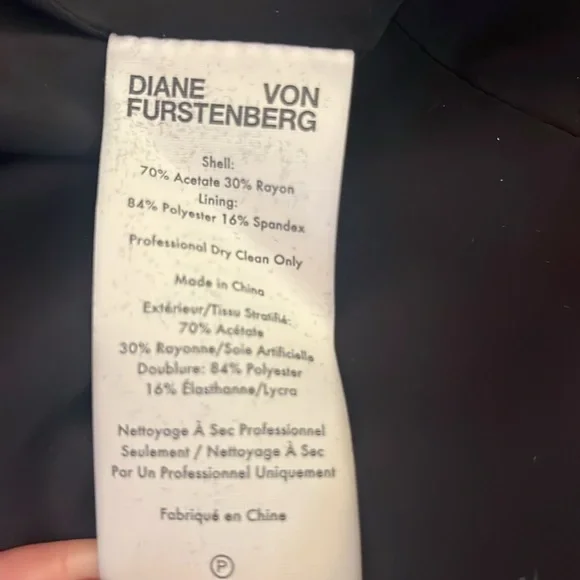 DIANE VON
FURSTENBERG
Shell:
70% Acetate 30% Rayon
Lining:
84% Polyester 16% Spandex
Professional Dry Clean Only
Made in China
Extérieur/Tissu Stratifié:
70% Acétate
30% Rayonne/Soie Artificielle
Doublure: 84% Polyester
16% Élasthanne/Lycra
Nettoyage À Sec Professionnel
Seulement / Nettoyage À Sec
Par Un Professionnel Uniquement
Fabriqué en Chine
P